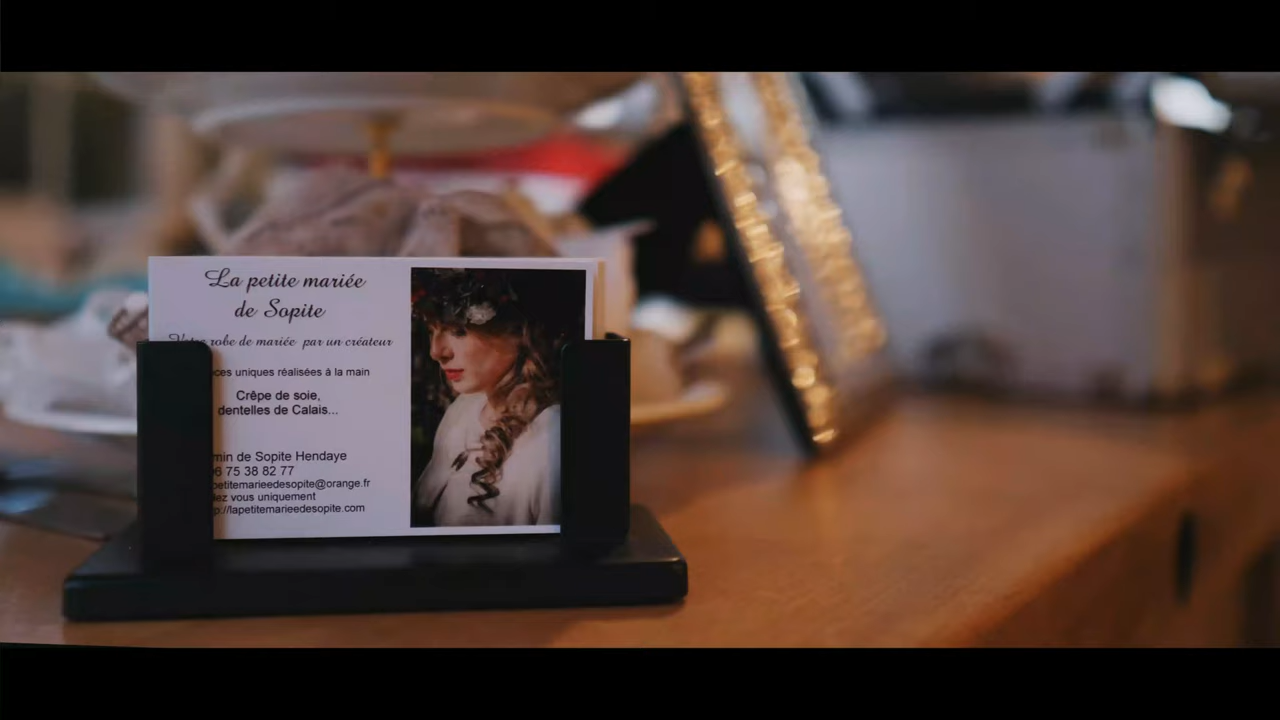 La petite mariée
de Sopite
robe de mariée par un créateur
uniques réalisées à la main
Crêpe de soie,
dentelles de Calais...
de Sopite Hendaye
6 75 38 82 77
petitemarieedesopite@orange.fr
vous uniquement
p://lapetitemarieedesopite.com